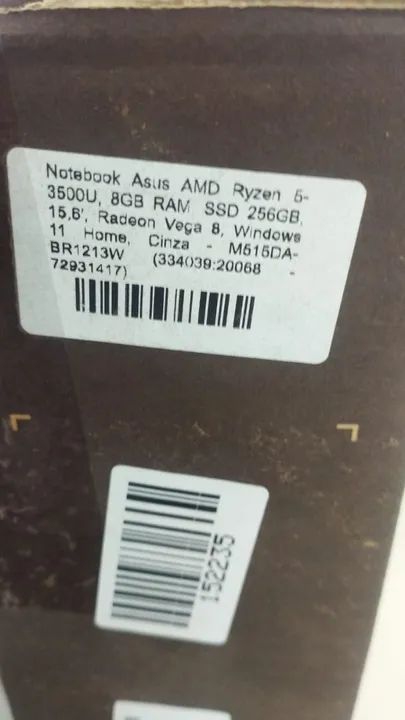 Notebook Asus AMD Ryzen 5-
3500U, 8GB RAM SSD 256GB,
15,6', Radeon Vega 8, Windows
11 Home, Cinza - M515DA-
BR1213W (334039:20068 -
72931417)
152235